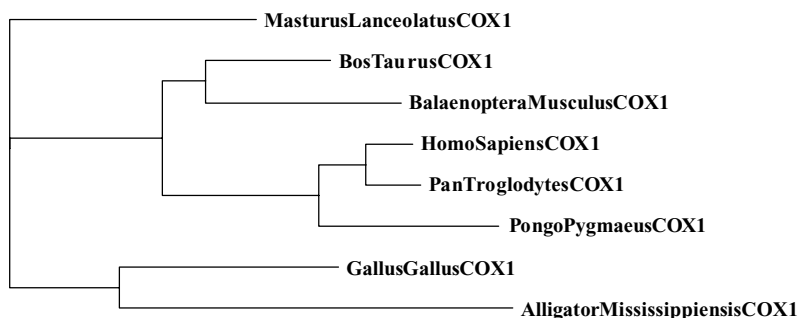 MasturusLanceolatusCOX1
BosTaurusCOX1
BalaenopteraMusculusCOX1
HomoSapiensCOX1
PanTroglodytesCOX1
PongoPygmaeusCOX1
GallusGallusCOX1
AlligatorMississippiensisCOX1